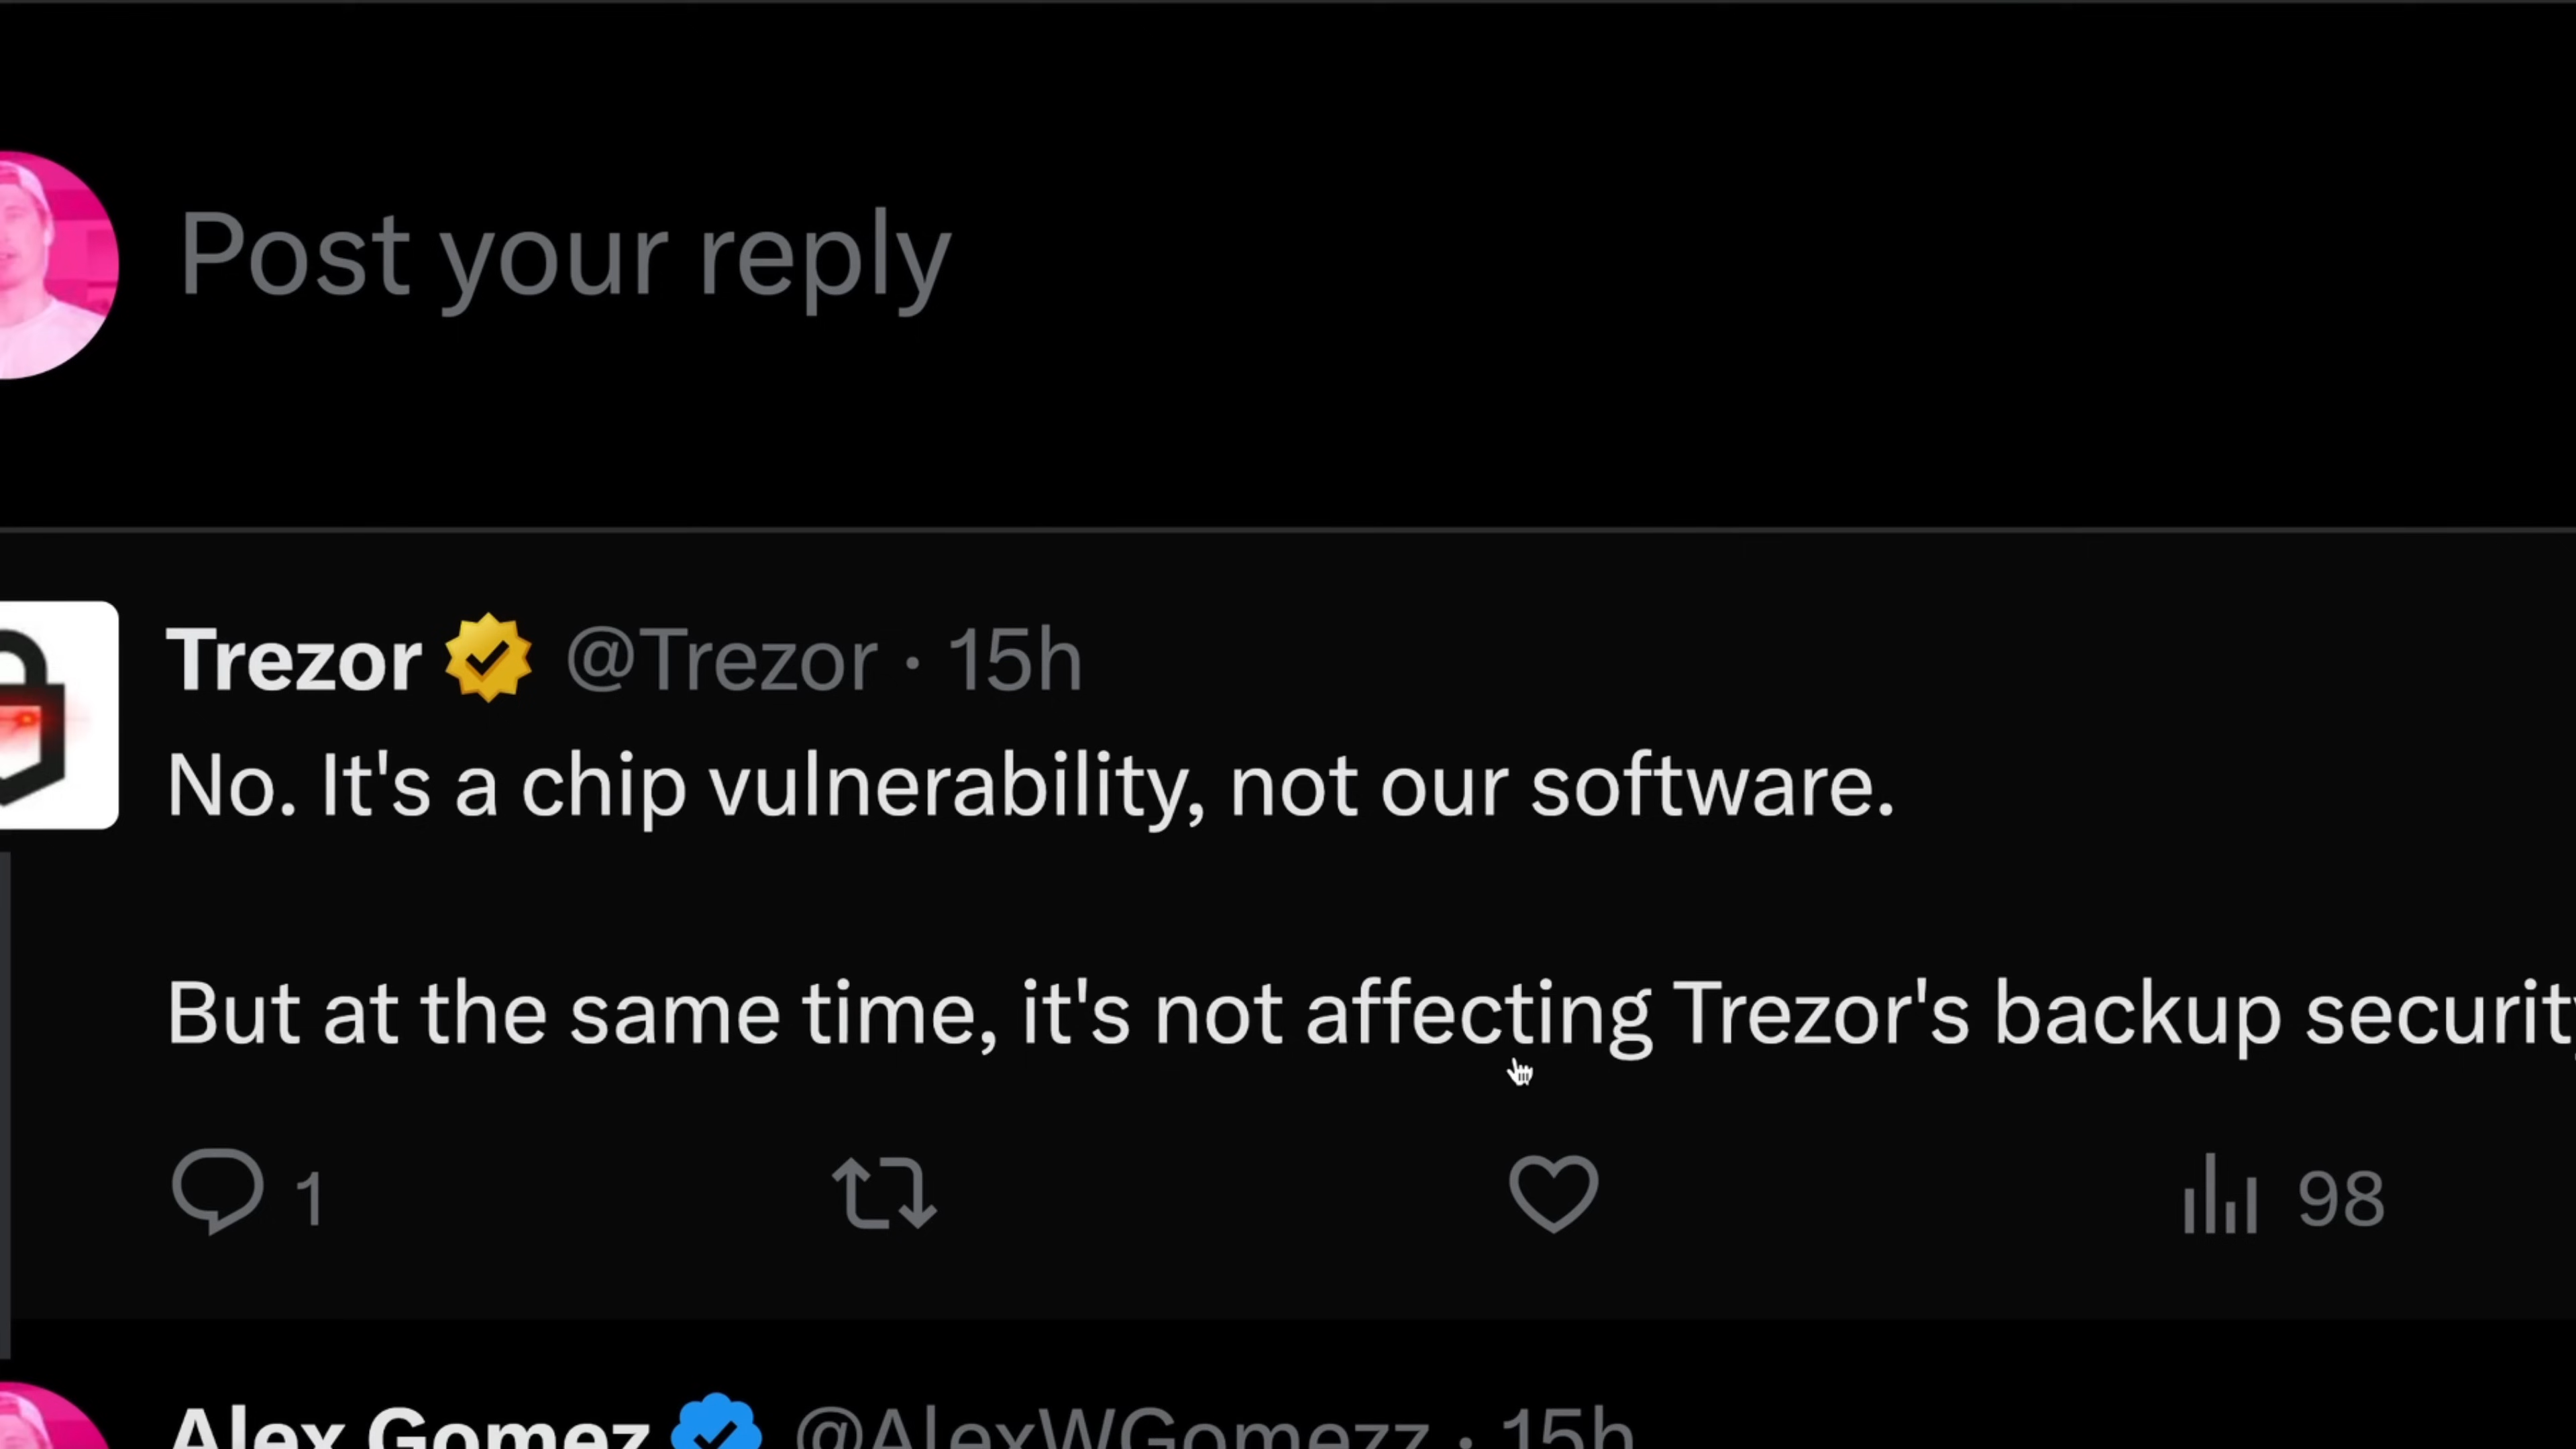 Post your reply
Trezor @Trezor · 15h
No. It's a chip vulnerability, not our software.
But at the same time, it's not affecting Trezor's backup security
1 98
Alex Gomez @AlexWGomezz · 15h